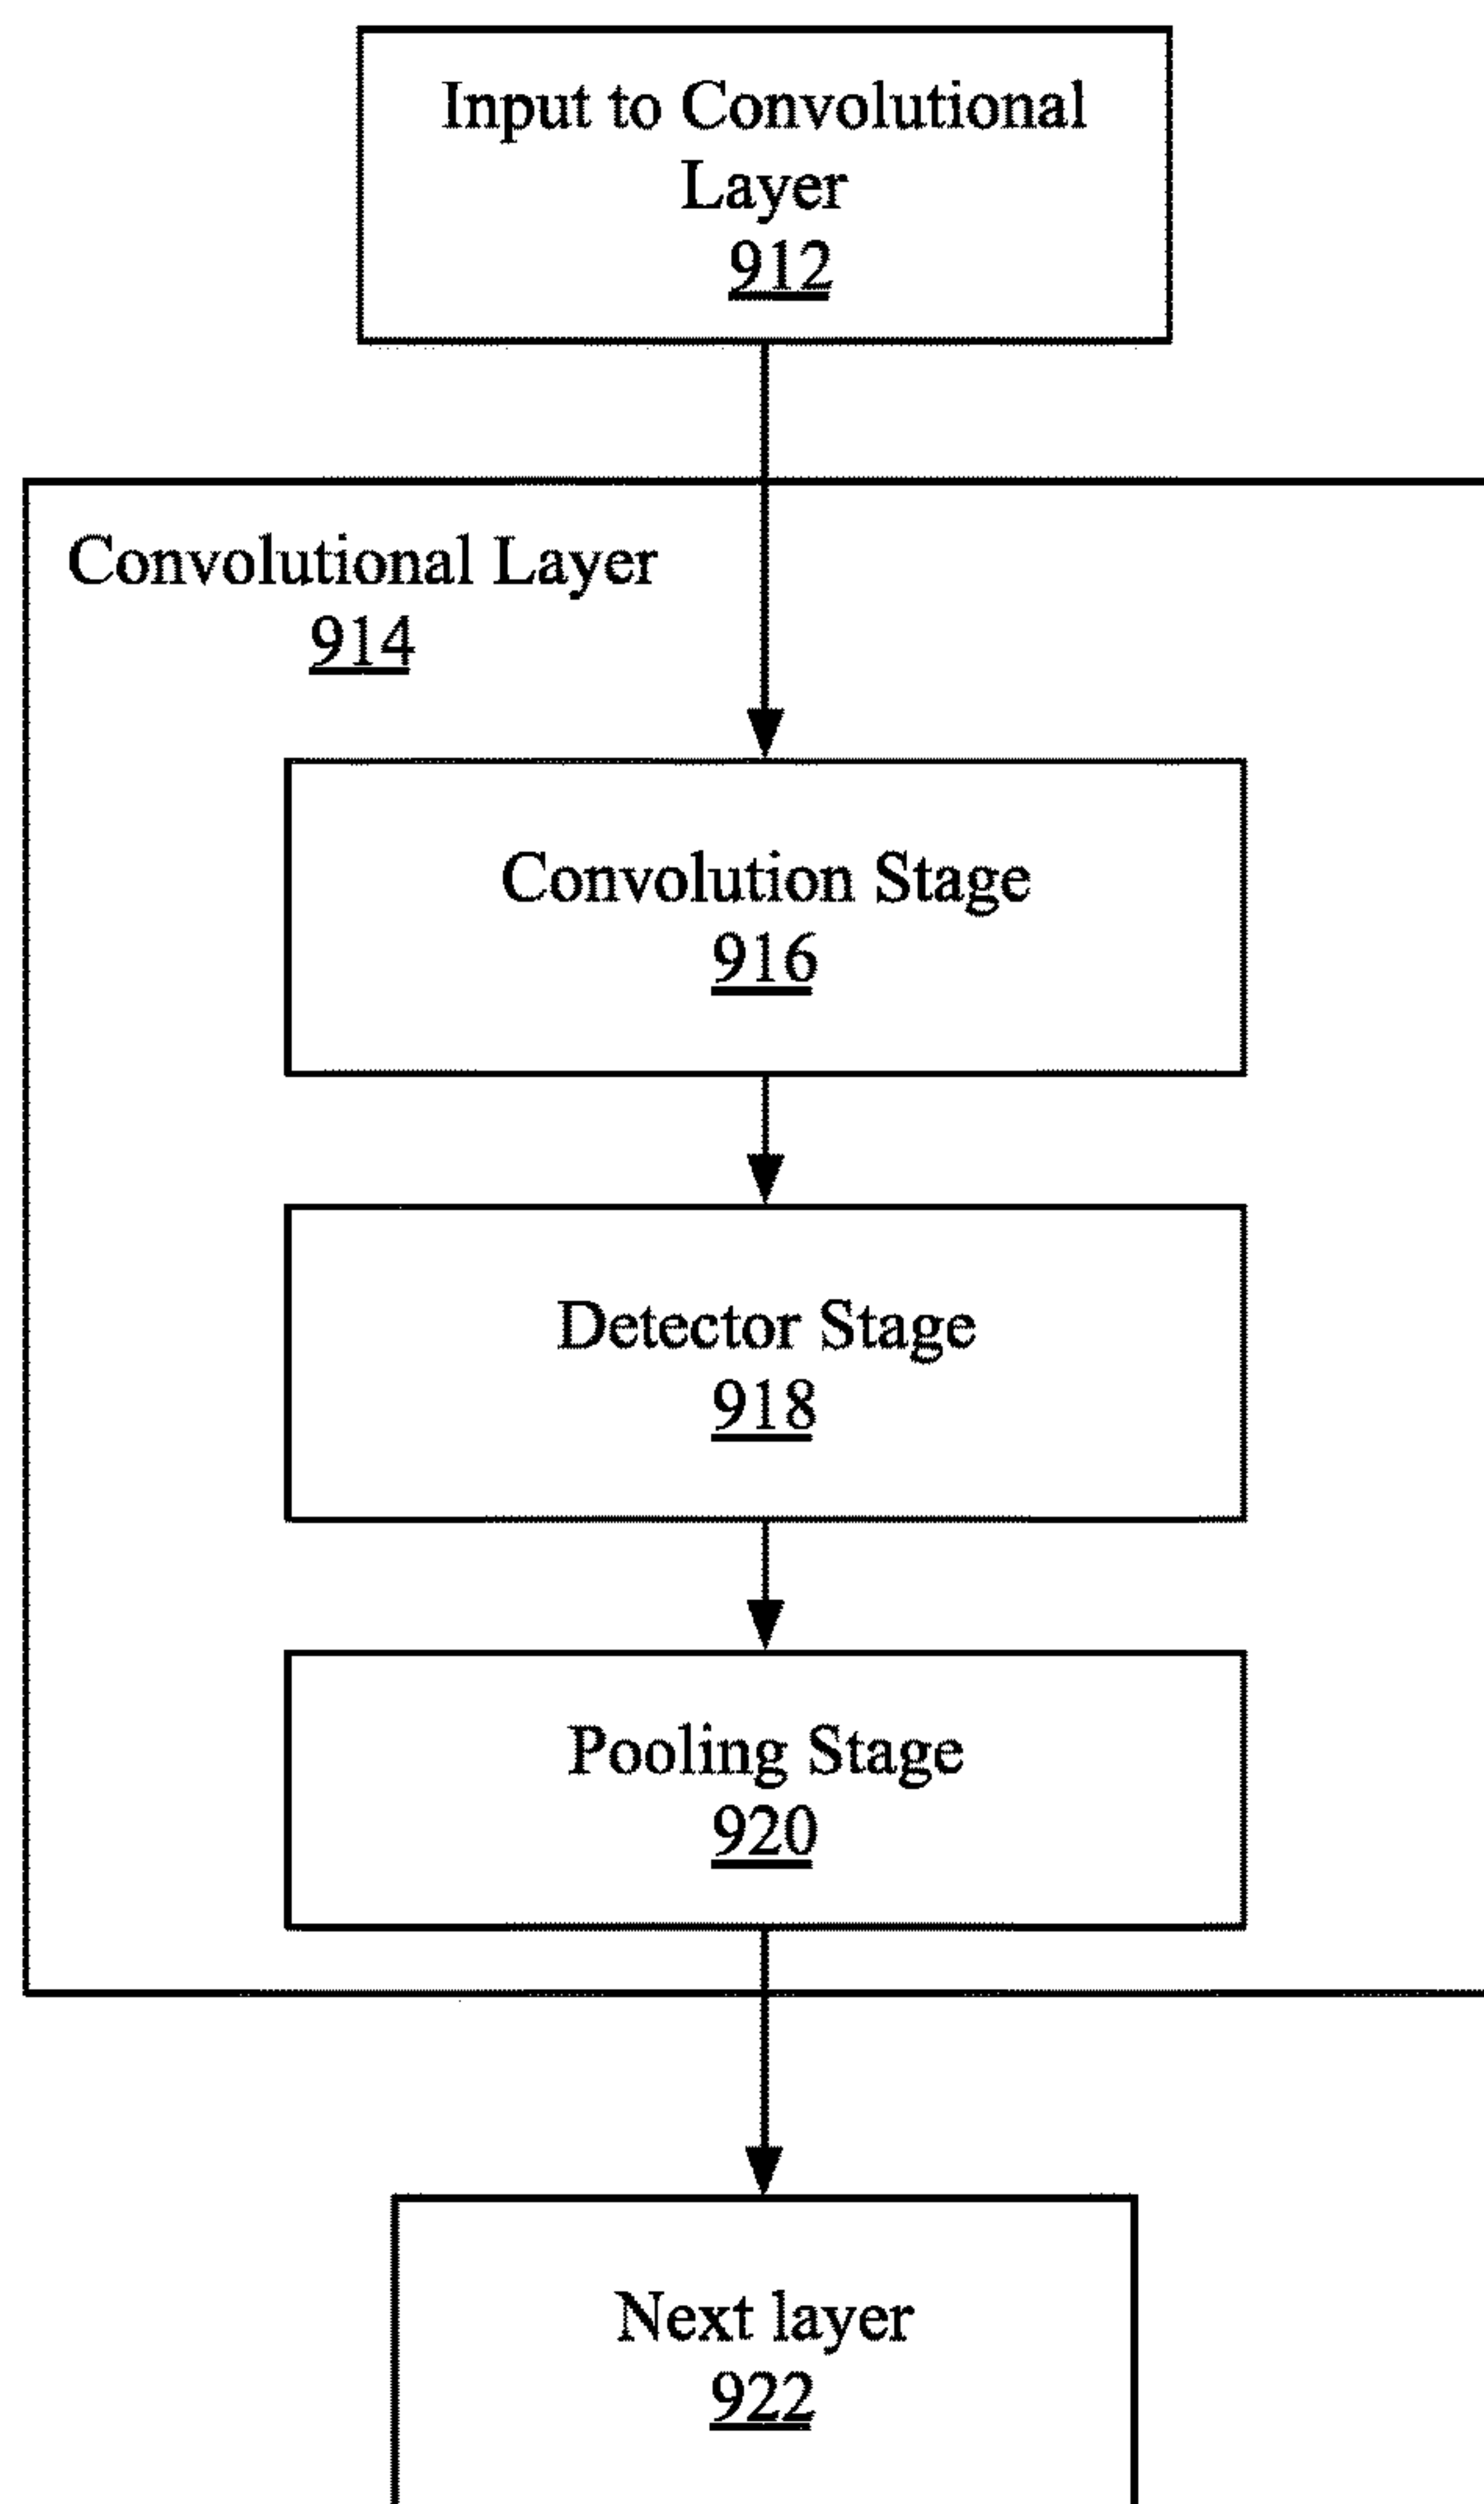 Input to Convolutional
Layer
912
Convolutional Layer
914
Convolution Stage
916
Detector Stage
918
Pooling Stage
920
Next layer
922